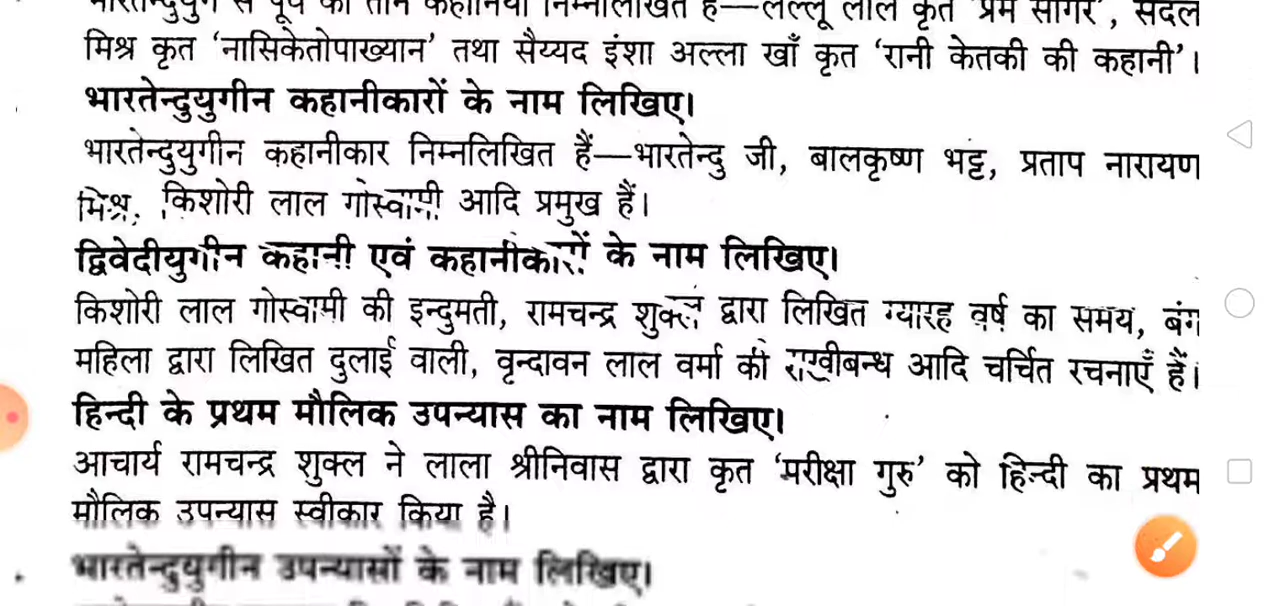 भारतेन्दुयुग से पूर्व की तीन कहानियाँ निम्नलिखित हैं—लल्लू लाल कृत 'प्रेम सागर', सदल
मिश्र कृत 'नासिकेतोपाख्यान' तथा सैय्यद इंशा अल्ला खाँ कृत 'रानी केतकी की कहानी'।
भारतेन्दुयुगीन कहानीकारों के नाम लिखिए।
भारतेन्दुयुगीन कहानीकार निम्नलिखित हैं—भारतेन्दु जी, बालकृष्ण भट्ट, प्रताप नारायण
मिश्र, किशोरी लाल गोस्वामी आदि प्रमुख हैं।
द्विवेदीयुगीन कहानी एवं कहानीकारों के नाम लिखिए।
किशोरी लाल गोस्वामी की इन्दुमती, रामचन्द्र शुक्ल द्वारा लिखित ग्यारह वर्ष का समय, बंग
महिला द्वारा लिखित दुलाई वाली, वृन्दावन लाल वर्मा की राखीबन्ध आदि चर्चित रचनाएँ हैं।
हिन्दी के प्रथम मौलिक उपन्यास का नाम लिखिए।
आचार्य रामचन्द्र शुक्ल ने लाला श्रीनिवास द्वारा कृत 'परीक्षा गुरु' को हिन्दी का प्रथम
मौलिक उपन्यास स्वीकार किया है।
भारतेन्दुयुगीन उपन्यासों के नाम लिखिए।